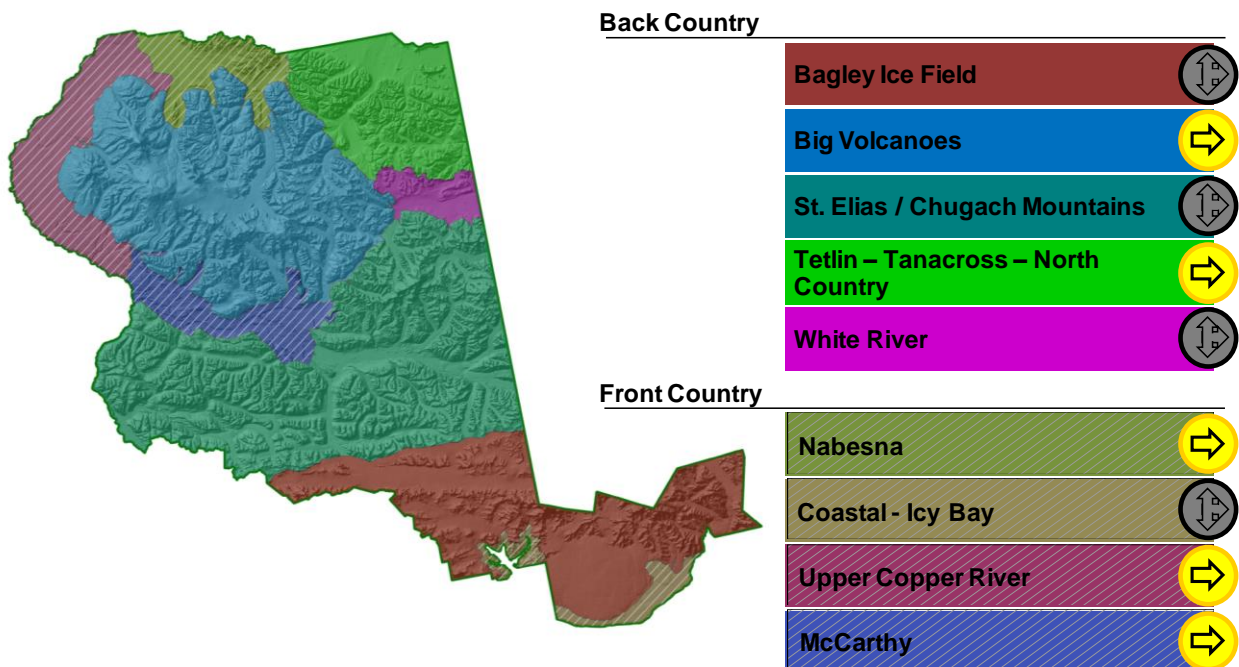 Back Country
Bagley Ice Field
Big Volcanoes
St. Elias / Chugach Mountains
Tetlin – Tanacross – North
Country
White River
Front Country
Nabesna
Coastal - Icy Bay
Upper Copper River
McCarthy